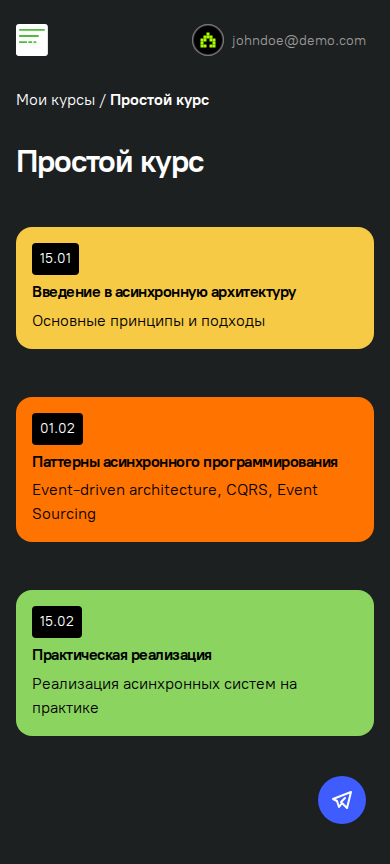 johndoe@demo.com
Мои курсы / Простой курс
Простой курс
15.01
Введение в асинхронную архитектуру
Основные принципы и подходы
01.02
Паттерны асинхронного программирования
Event-driven architecture, CQRS, Event
Sourcing
15.02
Практическая реализация
Реализация асинхронных систем на
практике